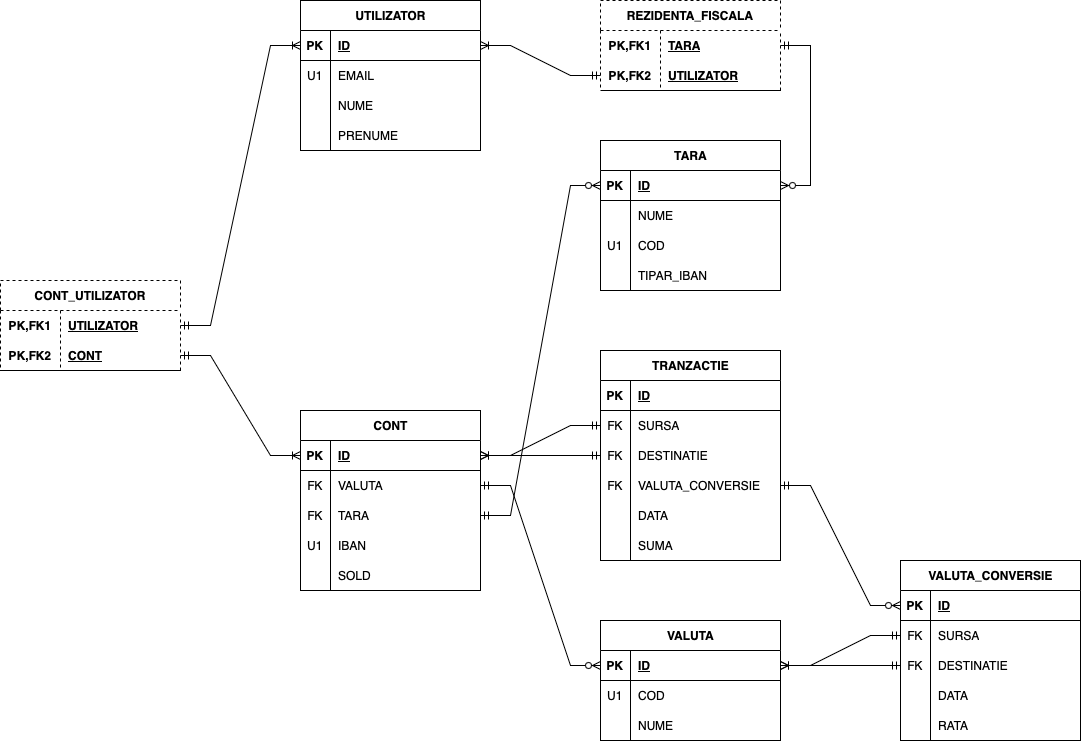 UTILIZATOR
PK ID
U1 EMAIL
NUME
PRENUME
REZIDENTA_FISCALA
PK,FK1 TARA
PK,FK2 UTILIZATOR
TARA
PK ID
NUME
U1 COD
TIPAR_IBAN
CONT_UTILIZATOR
PK,FK1 UTILIZATOR
PK,FK2 CONT
CONT
PK ID
FK VALUTA
FK TARA
U1 IBAN
SOLD
TRANZACTIE
PK ID
FK SURSA
FK DESTINATIE
FK VALUTA_CONVERSIE
DATA
SUMA
VALUTA
PK ID
U1 COD
NUME
VALUTA_CONVERSIE
PK ID
FK SURSA
FK DESTINATIE
DATA
RATA